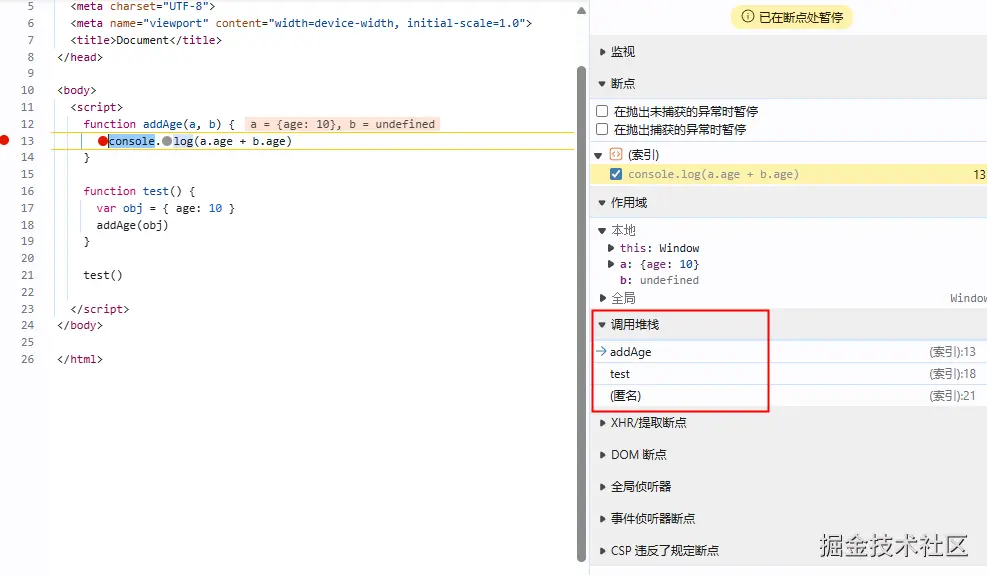 5 <meta charset="UTF-8">
6 <meta name="viewport" content="width=device-width, initial-scale=1.0">
7 <title>Document</title>
8 </head>
9
10 <body>
11 <script>
12 function addAge(a, b) { a = {age: 10}, b = undefined
13 console.log(a.age + b.age)
14 }
15
16 function test() {
17 var obj = { age: 10 }
18 addAge(obj)
19 }
20
21 test()
22
23 </script>
24 </body>
25
26 </html>
已在断点处暂停
监视
断点
在抛出未捕获的异常时暂停
在抛出捕获的异常时暂停
(索引)
console.log(a.age + b.age) 13
作用域
本地
this: Window
a: {age: 10}
b: undefined
全局 Window
调用堆栈
addAge (索引):13
test (索引):18
(匿名) (索引):21
XHR/提取断点
DOM 断点
全局侦听器
事件侦听器断点
CSP 违反了规定断点
掘金技术社区